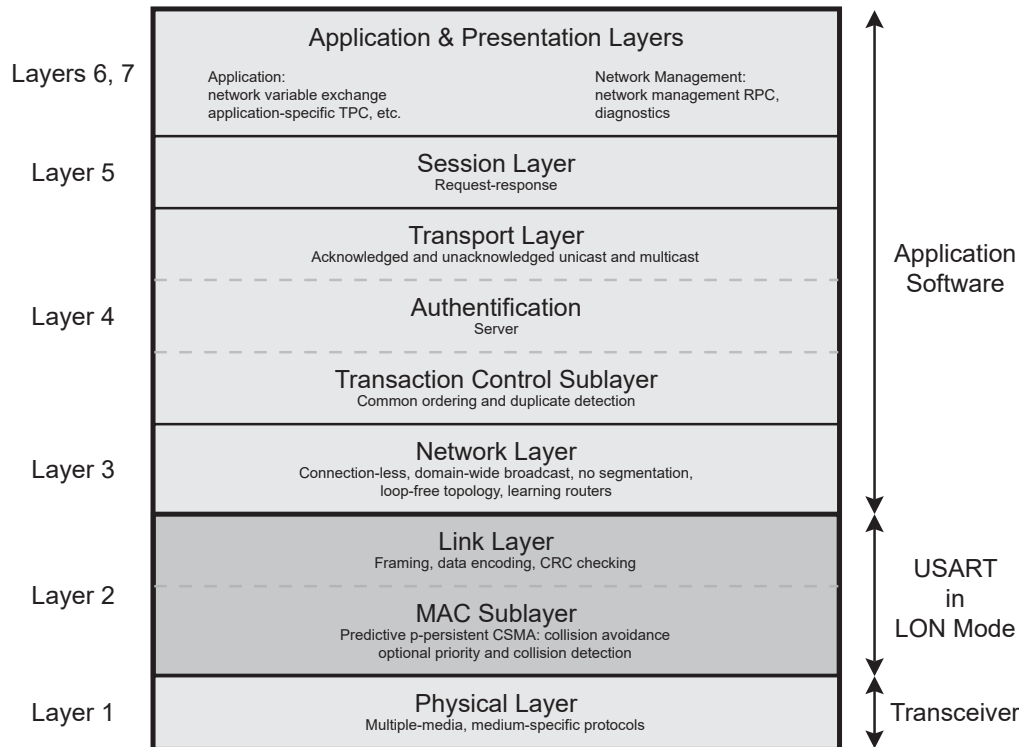 Application & Presentation Layers
Layers 6, 7
Application:
network variable exchange
application-specific TPC, etc.
Network Management:
network management RPC,
diagnostics
Layer 5
Session Layer
Request-response
Transport Layer
Acknowledged and unacknowledged unicast and multicast
Layer 4
Authentification
Server
Transaction Control Sublayer
Common ordering and duplicate detection
Layer 3
Network Layer
Connection-less, domain-wide broadcast, no segmentation,
loop-free topology, learning routers
Application
Software
Layer 2
Link Layer
Framing, data encoding, CRC checking
MAC Sublayer
Predictive p-persistent CSMA: collision avoidance
optional priority and collision detection
USART
in
LON Mode
Layer 1
Physical Layer
Multiple-media, medium-specific protocols
Transceiver